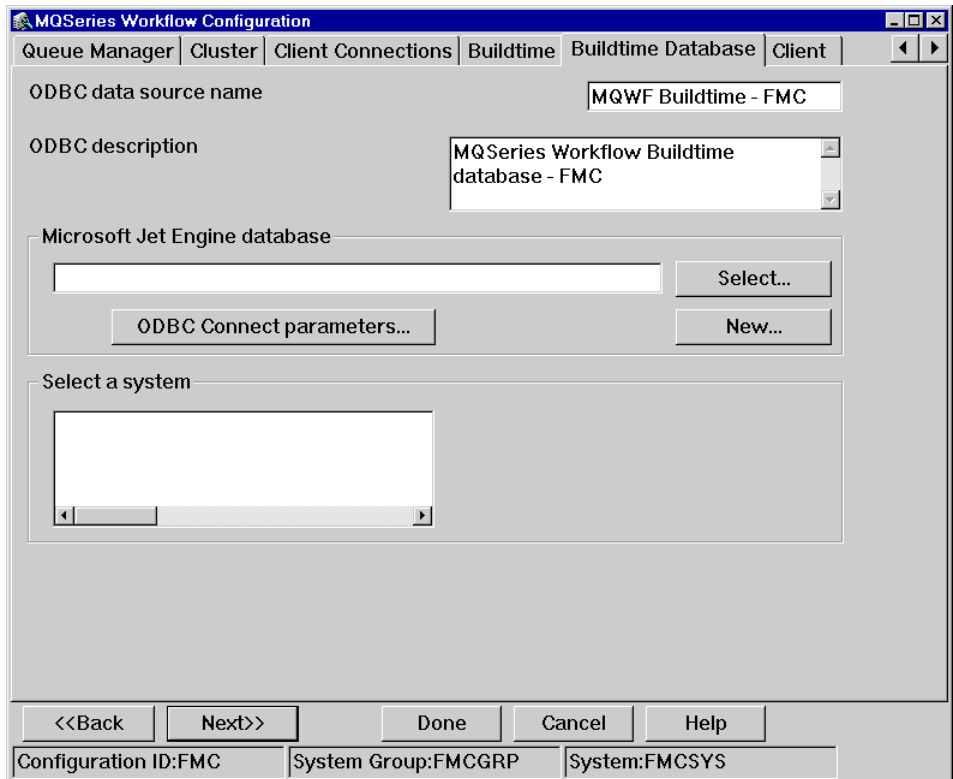 MQSeries Workflow Configuration
Queue Manager Cluster Client Connections Buildtime Buildtime Database Client
ODBC data source name
MQWF Buildtime - FMC
ODBC description
MQSeries Workflow Buildtime
database - FMC
Microsoft Jet Engine database
Select...
ODBC Connect parameters...
New...
Select a system
<<Back Next>> Done Cancel Help
Configuration ID:FMC System Group:FMCGRP System:FMCSYS